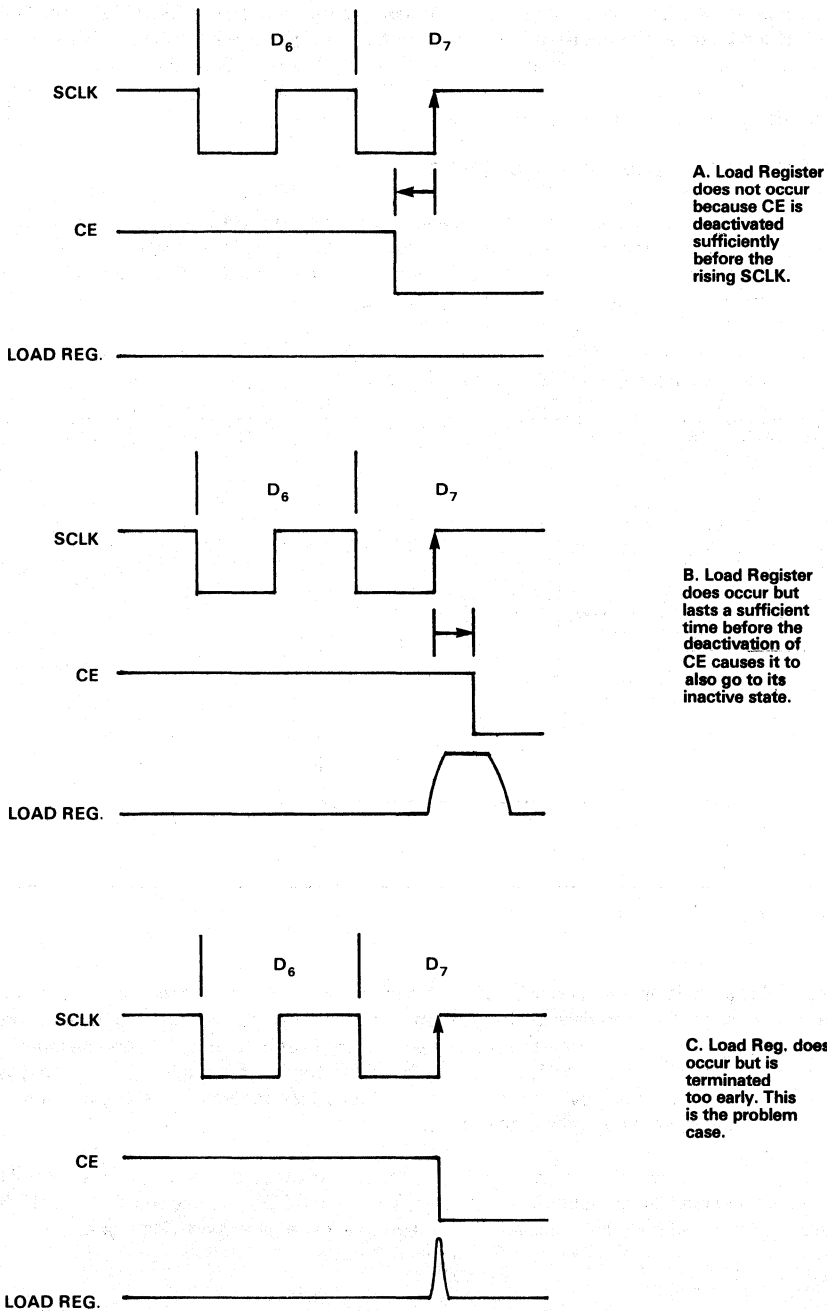 D₆ D₇
SCLK
A. Load Register
does not occur
because CE is
deactivated
sufficiently
before the
rising SCLK.
CE
LOAD REG.
D₆ D₇
SCLK
B. Load Register
does occur but
lasts a sufficient
time before the
deactivation of
CE causes it to
also go to its
inactive state.
CE
LOAD REG.
D₆ D₇
SCLK
C. Load Reg. does
occur but is
terminated
too early. This
is the problem
case.
CE
LOAD REG.